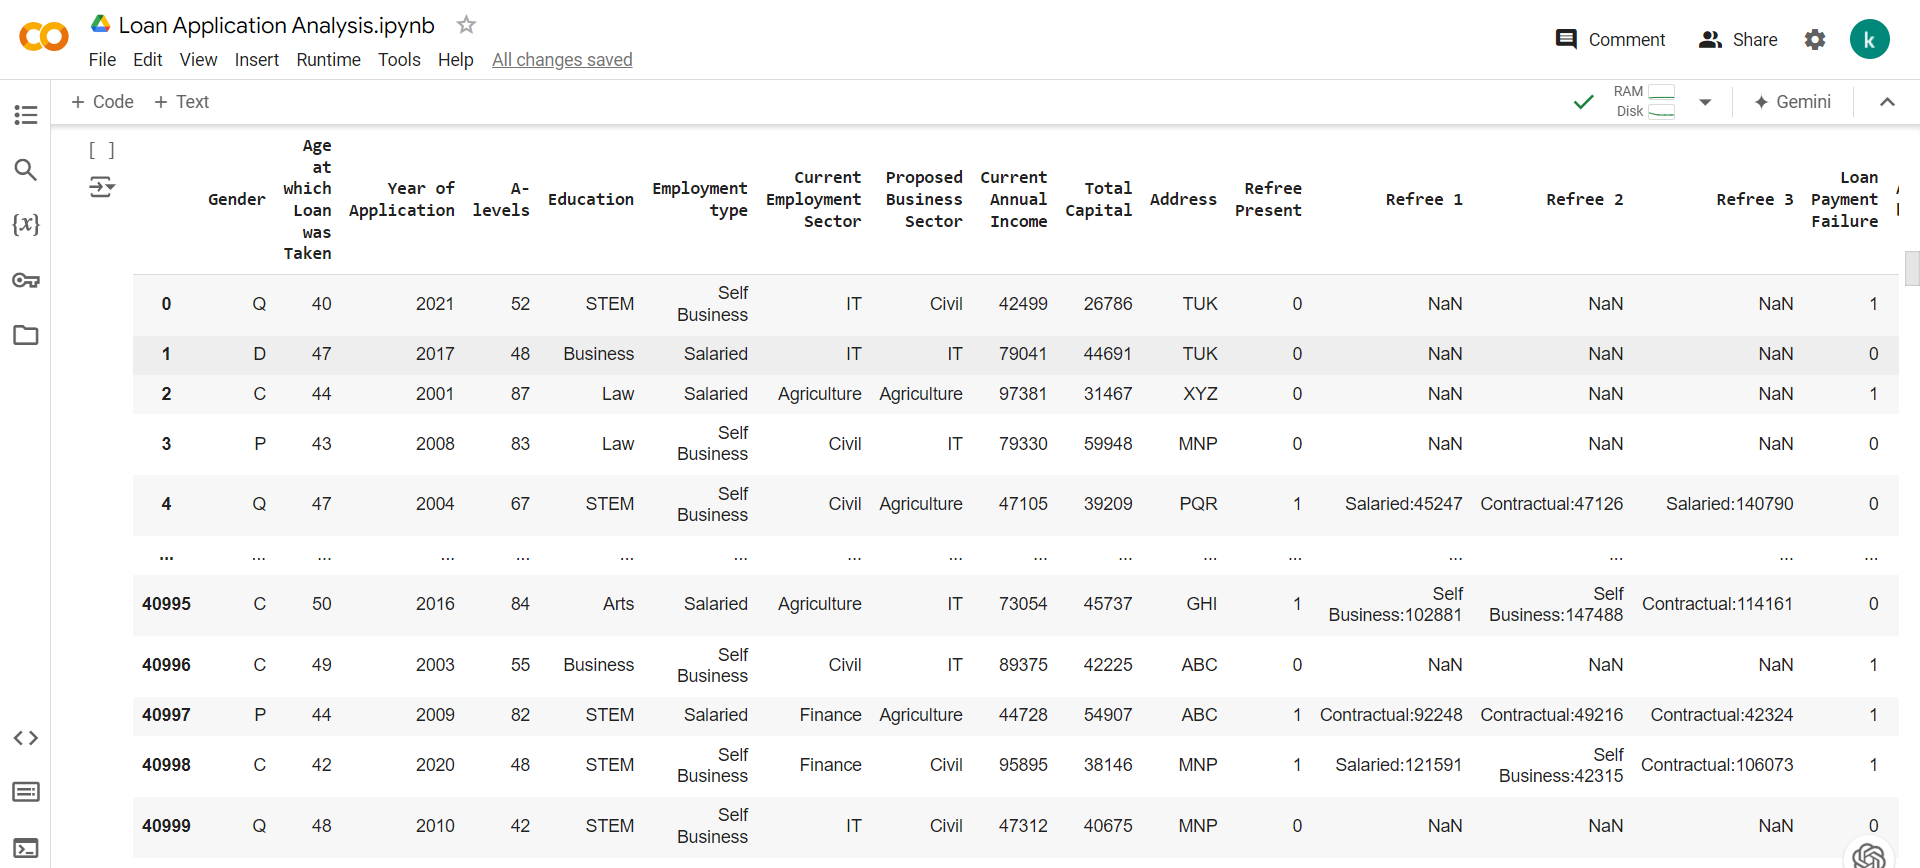 Loan Application Analysis.ipynb
Comment
Share
k
File Edit View Insert Runtime Tools Help All changes saved
+ Code + Text
RAM
Disk
Gemini
[ ]
{x}
Gender
Age
at
which
Loan
was
Taken
Year of
Application
A-
levels
Education
Employment
type
Current
Employment
Sector
Proposed
Business
Sector
Current
Annual
Income
Total
Capital
Address
Refree
Present
Refree 1
Refree 2
Refree 3
Loan
Payment
Failure
0 Q 40 2021 52 STEM Self
Business IT Civil 42499 26786 TUK 0 NaN NaN NaN 1
1 D 47 2017 48 Business Salaried IT IT 79041 44691 TUK 0 NaN NaN NaN 0
2 C 44 2001 87 Law Salaried Agriculture Agriculture 97381 31467 XYZ 0 NaN NaN NaN 1
3 P 43 2008 83 Law Self
Business Civil IT 79330 59948 MNP 0 NaN NaN NaN 0
4 Q 47 2004 67 STEM Self
Business Civil Agriculture 47105 39209 PQR 1 Salaried:45247 Contractual:47126 Salaried:140790 0
... ... ... ... ... ... ... ... ... ... ... ... ... ... ... ... ...
40995 C 50 2016 84 Arts Salaried Agriculture IT 73054 45737 GHI 1 Self
Business:102881 Self
Business:147488 Contractual:114161 0
40996 C 49 2003 55 Business Self
Business Civil IT 89375 42225 ABC 0 NaN NaN NaN 1
40997 P 44 2009 82 STEM Salaried Finance Agriculture 44728 54907 ABC 1 Contractual:92248 Contractual:49216 Contractual:42324 1
40998 C 42 2020 48 STEM Self
Business Finance Civil 95895 38146 MNP 1 Salaried:121591 Self
Business:42315 Contractual:106073 1
40999 Q 48 2010 42 STEM Self
Business IT Civil 47312 40675 MNP 0 NaN NaN NaN 0